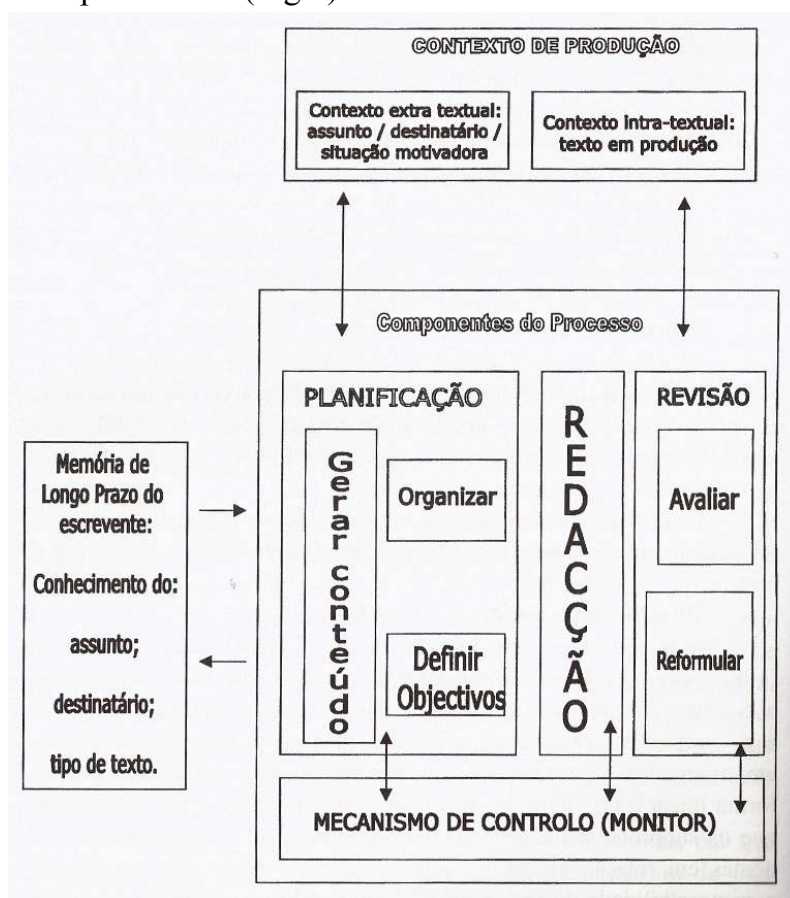 CONTEXTO DE PRODUÇÃO
Contexto extra textual:
assunto / destinatário /
situação motivadora
Contexto intra-textual:
texto em produção
Componentes do Processo
PLANIFICAÇÃO
Gerar conteúdo
Organizar
Definir
Objectivos
REDACÇÃO
REVISÃO
Avaliar
Reformular
Memória de
Longo Prazo do
escrevente:
Conhecimento do:
assunto;
destinatário;
tipo de texto.
MECANISMO DE CONTROLO (MONITOR)